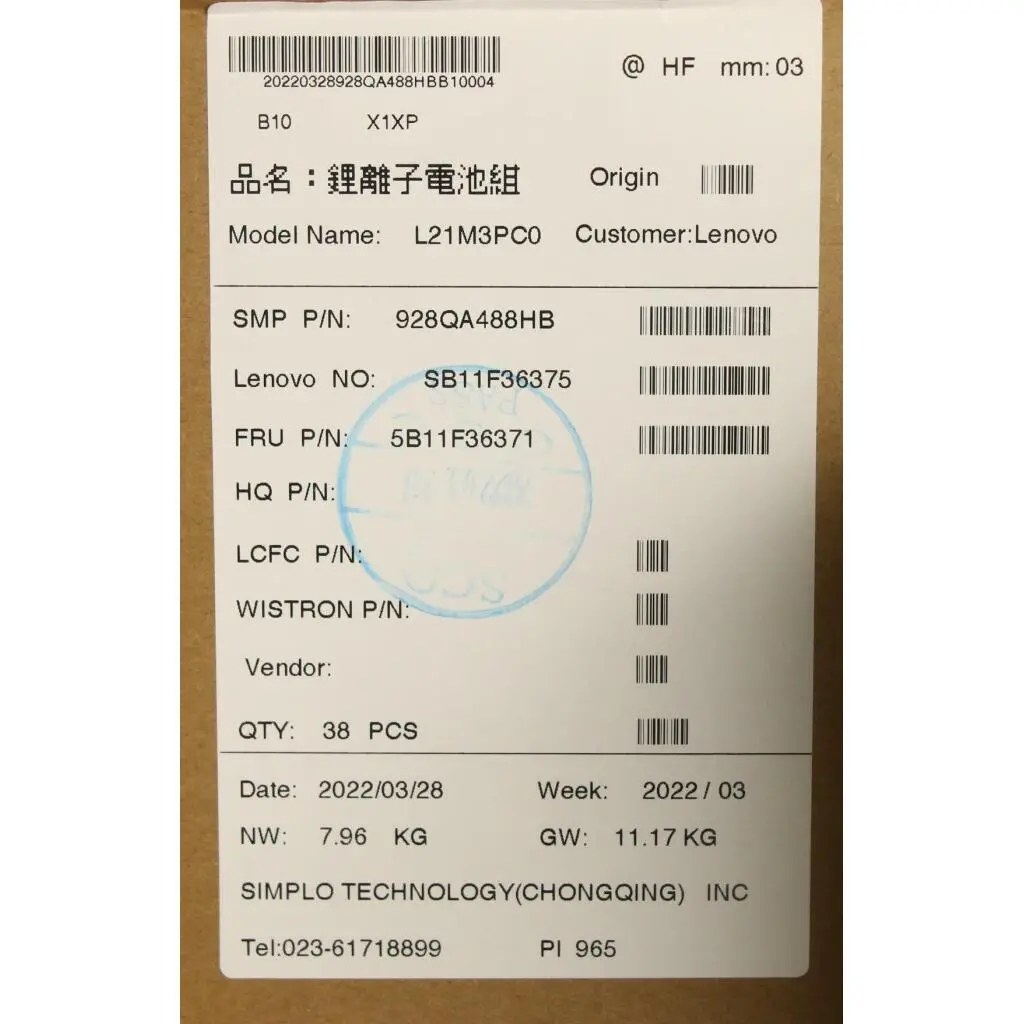 20220328928QA488HBB10004
@ HF mm: 03
B10 X1XP
品名：鋰離子電池組 Origin
Model Name: L21M3PC0 Customer:Lenovo
SMP P/N: 928QA488HB
Lenovo NO: SB11F36375
FRU P/N: 5B11F36371
HQ P/N:
LCFC P/N:
WISTRON P/N:
Vendor:
QTY: 38 PCS
Date: 2022/03/28 Week: 2022 / 03
NW: 7.96 KG GW: 11.17 KG
SIMPLO TECHNOLOGY(CHONGQING) INC
Tel:023-61718899 PI 965